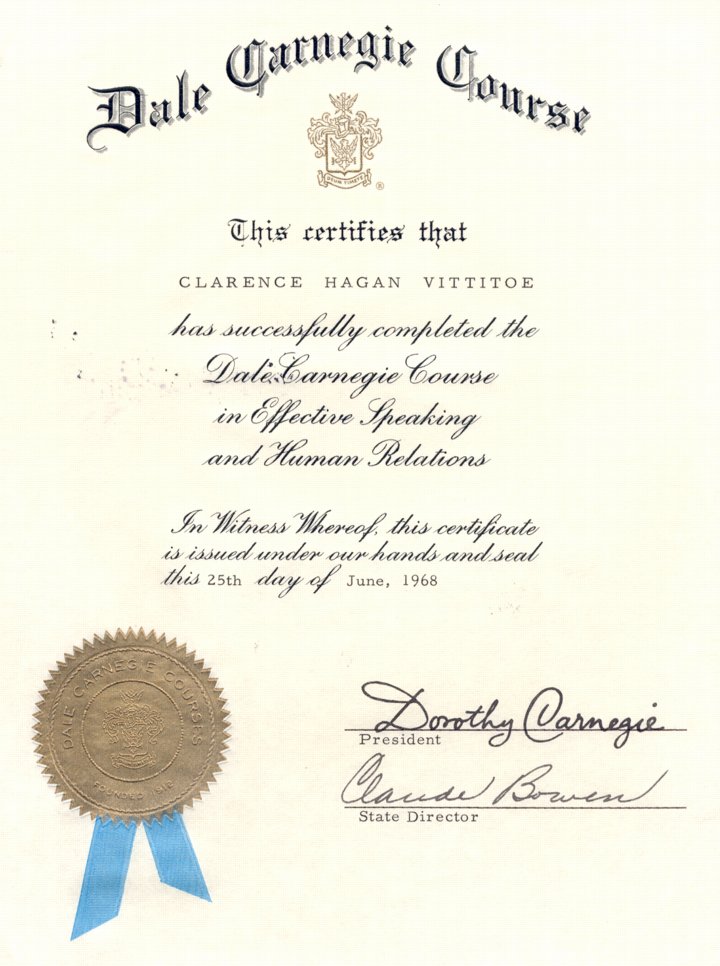 Dale Carnegie Course
DEUM TIMETE
®
This certifies that
CLARENCE HAGAN VITTITOE
has successfully completed the
Dale Carnegie Course
in Effective Speaking
and Human Relations
In Witness Whereof, this certificate
is issued under our hands and seal
this 25th day of June, 1968
DALE CARNEGIE COURSES
FOUNDED 1912
Dorothy Carnegie
President
Claude Bowen
State Director